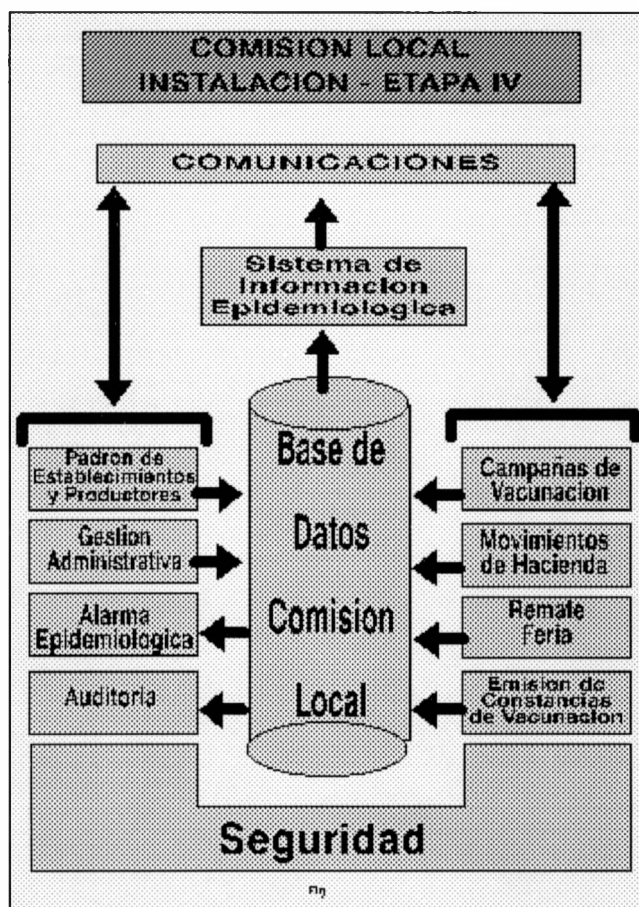 COMISION LOCAL
INSTALACION - ETAPA IV
COMUNICACIONES
Sistema de
Informacion
Epidemiologica
Base de
Datos
Comision
Local
Padron de
Establecimientos
y Productores
Gestion
Administrativa
Alarma
Epidemiologica
Auditoria
Campañas de
Vacunacion
Movimientos
de Hacienda
Remate
Feria
Emision de
Constancias
de Vacunacion
Seguridad